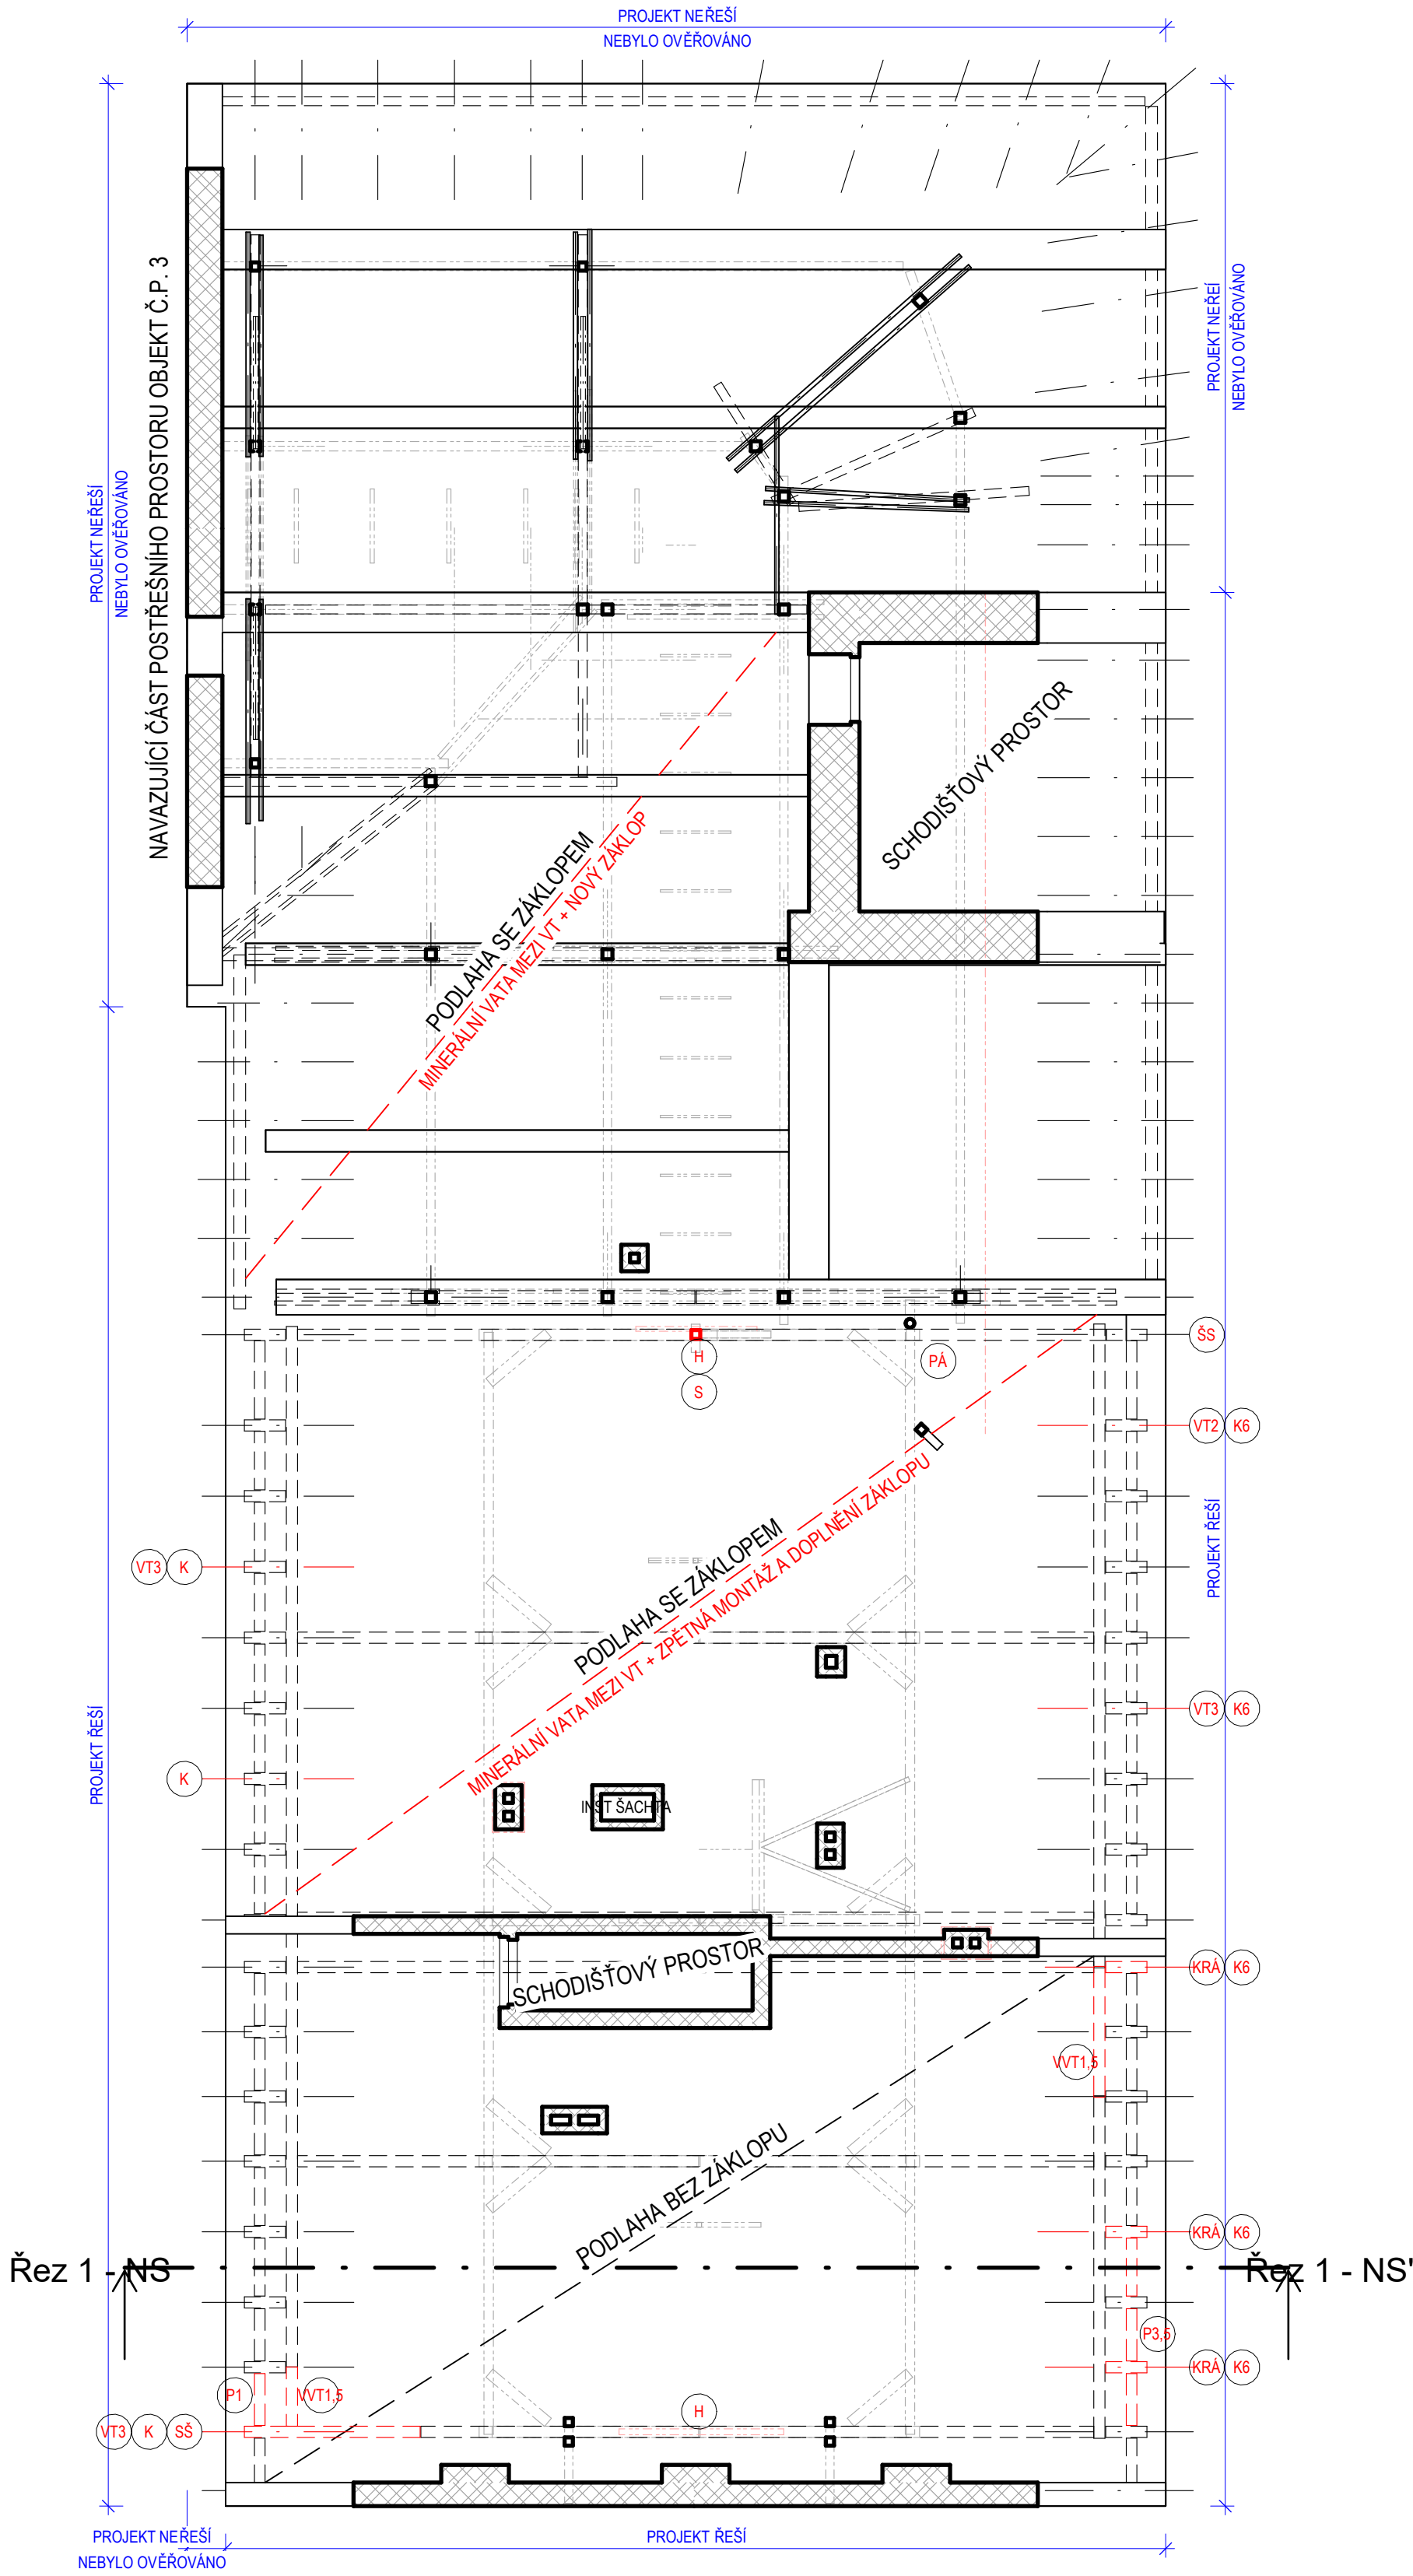 PROJEKT NEŘEŠÍ
NEBYLO OVĚŘOVÁNO
PROJEKT NEŘEŠÍ
NEBYLO OVĚŘOVÁNO
NAVAZUJÍCÍ ČÁST POSTŘEŠNÍHO PROSTORU OBJEKT Č.P. 3
PROJEKT NEŘEÍ
NEBYLO OVĚŘOVÁNO
SCHODIŠŤOVÝ PROSTOR
PODLAHA SE ZÁKLOPEM
MINERÁLNÍ VATA MEZI VT + NOVÝ ZÁKLOP
H
S
PÁ
ŠS
VT2
K6
PROJEKT ŘEŠÍ
VT3
K
PODLAHA SE ZÁKLOPEM
MINERÁLNÍ VATA MEZI VT + ZPĚTNÁ MONTÁŽ A DOPLNĚNÍ ZÁKLOPU
VT3
K6
PROJEKT ŘEŠÍ
K
INST ŠACHTA
SCHODIŠŤOVÝ PROSTOR
KRÁ
K6
VVT1,5
PODLAHA BEZ ZÁKLOPU
KRÁ
K6
Řez 1 - NS
Řez 1 - NS'
P3,5
KRÁ
K6
P1
VVT1,5
H
VT3
K
SŠ
PROJEKT NEŘEŠÍ
NEBYLO OVĚŘOVÁNO
PROJEKT ŘEŠÍ